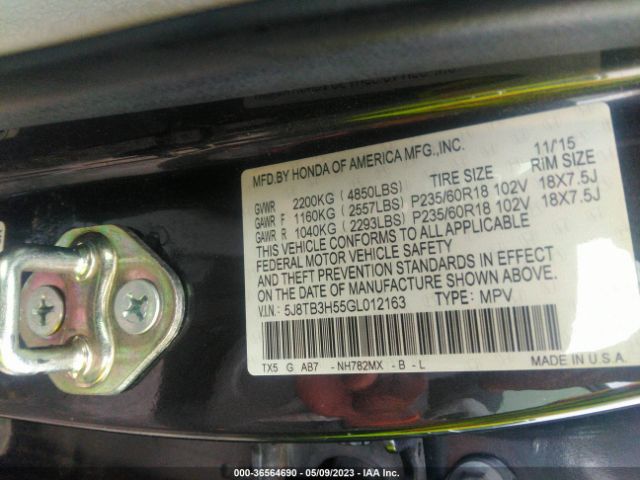 MFD.BY HONDA OF AMERICA MFG.,INC. 11/15
GVWR 2200KG ( 4850LBS) TIRE SIZE RIM SIZE
GAWR F 1160KG ( 2557LBS) P235/60R18 102V 18X7.5J
GAWR R 1040KG ( 2293LBS) P235/60R18 102V 18X7.5J
THIS VEHICLE CONFORMS TO ALL APPLICABLE
FEDERAL MOTOR VEHICLE SAFETY
AND THEFT PREVENTION STANDARDS IN EFFECT
ON THE DATE OF MANUFACTURE SHOWN ABOVE.
V.I.N.: 5J8TB3H55GL012163 TYPE: MPV
TX5 G AB7 - NH782MX - B - L
MADE IN U.S.A.
000-36564690 - 05/09/2023 - IAA Inc.